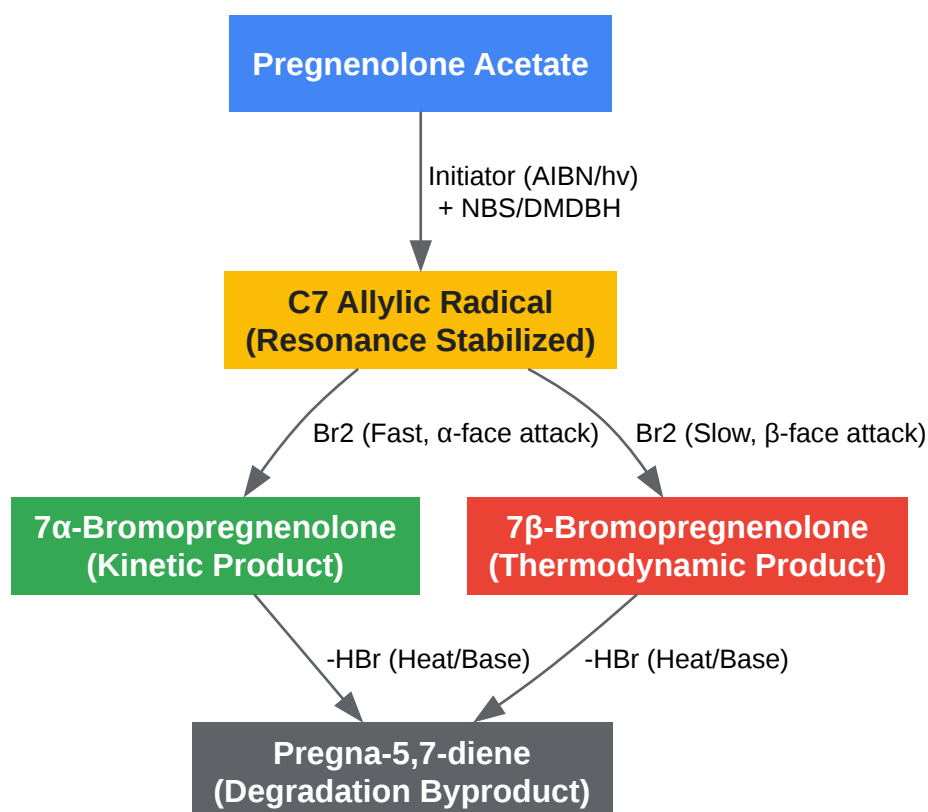 Pregnenolone Acetate
Initiator (AIBN/hv)
+ NBS/DMDBH
C7 Allylic Radical
(Resonance Stabilized)
Br2 (Fast, α-face attack)
Br2 (Slow, β-face attack)
7α-Bromopregnenolone
(Kinetic Product)
7β-Bromopregnenolone
(Thermodynamic Product)
-HBr (Heat/Base)
-HBr (Heat/Base)
Pregna-5,7-diene
(Degradation Byproduct)